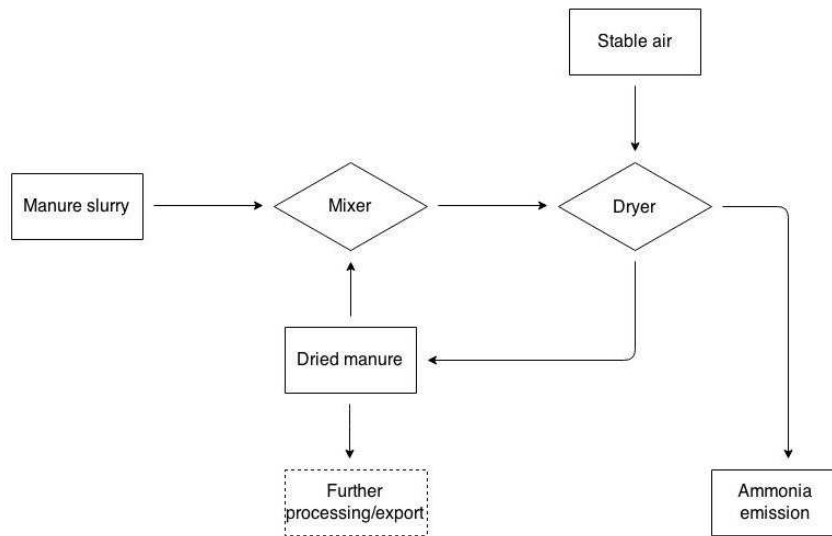 Stable air
Manure slurry
Mixer
Dryer
Dried manure
Further
processing/export
Ammonia
emission